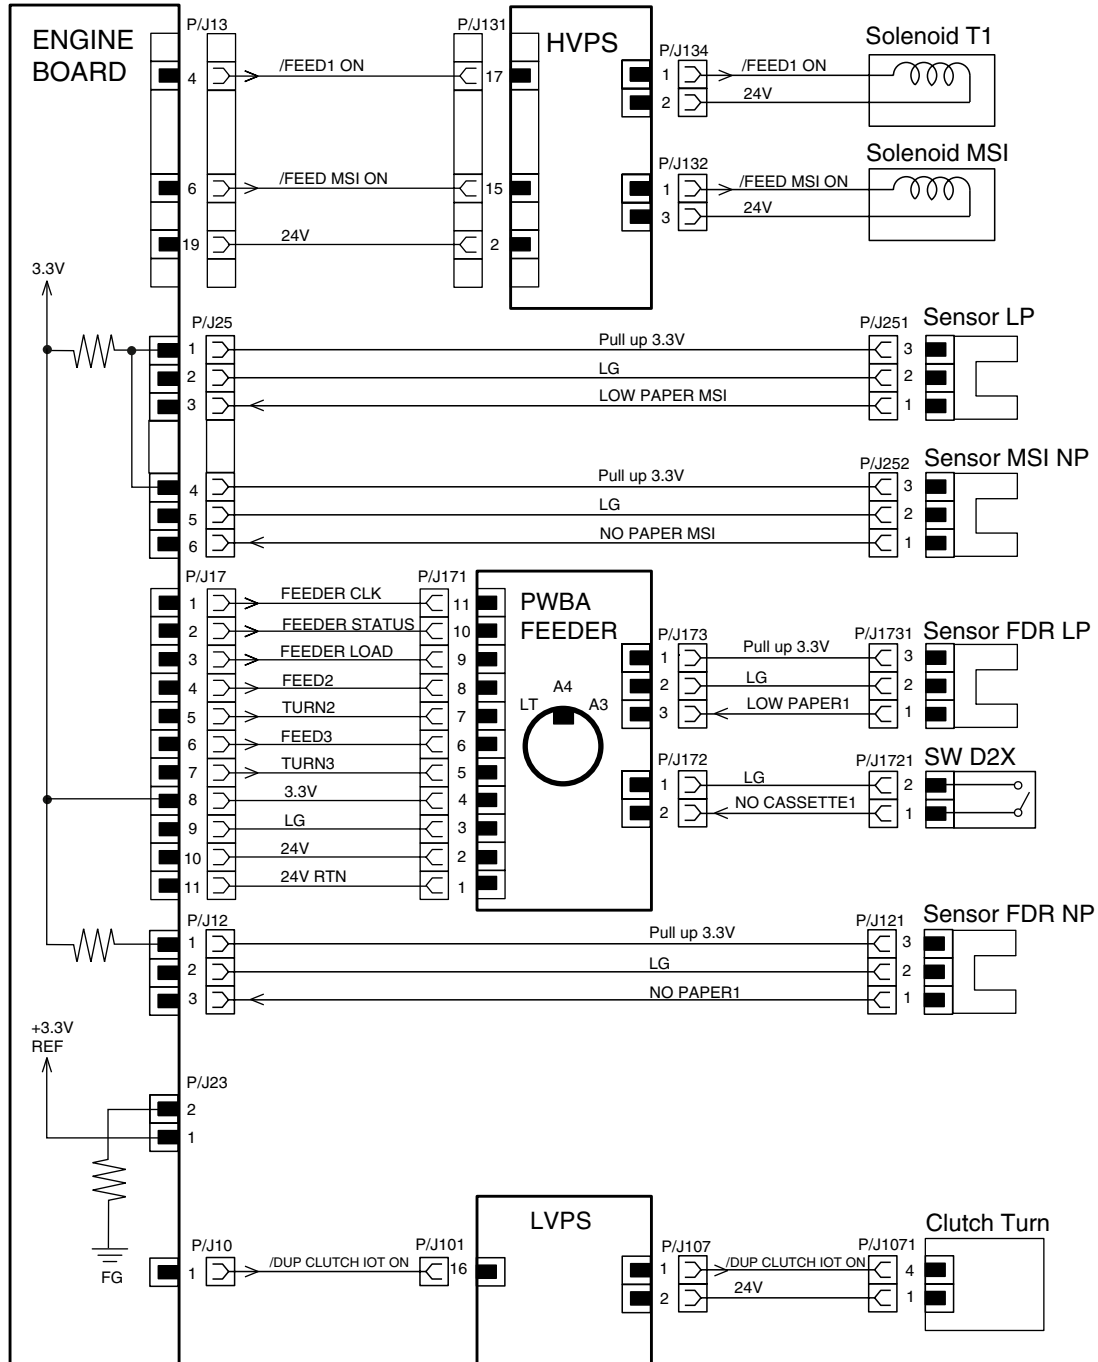 ENGINE
BOARD
P/J13
P/J131
HVPS
P/J134
Solenoid T1
4
/FEED1 ON
17
1
/FEED1 ON
2
24V
Solenoid MSI
P/J132
6
/FEED MSI ON
15
1
/FEED MSI ON
3
24V
19
24V
2
3.3V
P/J25
P/J251
Sensor LP
1
Pull up 3.3V
3
2
LG
2
3
LOW PAPER MSI
1
P/J252
Sensor MSI NP
4
Pull up 3.3V
3
5
LG
2
6
NO PAPER MSI
1
P/J17
P/J171
PWBA
FEEDER
1
FEEDER CLK
11
2
FEEDER STATUS
10
3
FEEDER LOAD
9
4
FEED2
8
5
TURN2
7
6
FEED3
6
7
TURN3
5
8
3.3V
4
9
LG
3
10
24V
2
11
24V RTN
1
LT
A4
A3
P/J173
P/J1731
Sensor FDR LP
1
Pull up 3.3V
3
2
LG
2
3
LOW PAPER1
1
P/J172
P/J1721
SW D2X
1
LG
2
2
NO CASSETTE1
1
P/J12
P/J121
Sensor FDR NP
1
Pull up 3.3V
3
2
LG
2
3
NO PAPER1
1
+3.3V
REF
P/J23
2
1
FG
P/J10
P/J101
LVPS
P/J107
P/J1071
Clutch Turn
1
/DUP CLUTCH IOT ON
16
1
/DUP CLUTCH IOT ON
4
2
24V
1